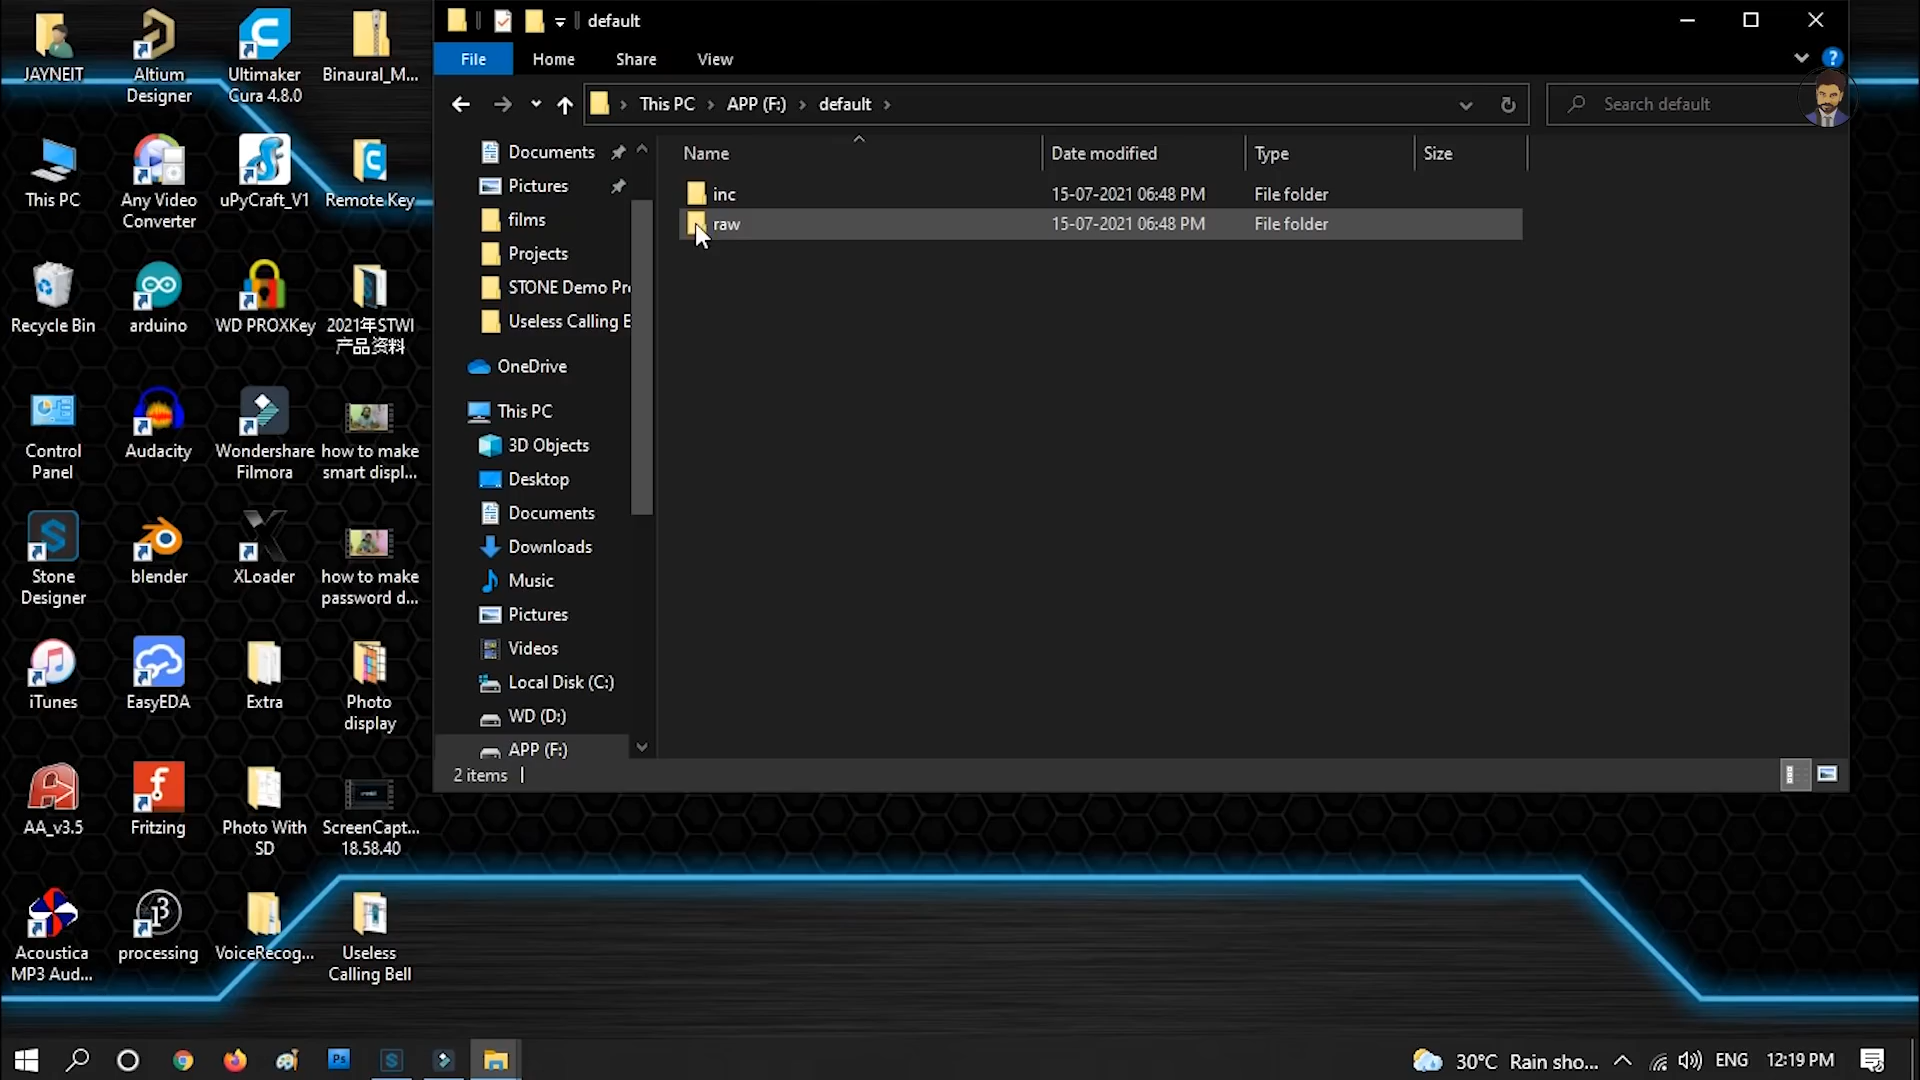 default
File
Home
Share
View
This PC
APP (F:)
default
Search default
Name
Date modified
Type
Size
inc
15-07-2021 06:48 PM
File folder
raw
15-07-2021 06:48 PM
File folder
Documents
Pictures
films
Projects
STONE Demo Pr
Useless Calling E
OneDrive
This PC
3D Objects
Desktop
Documents
Downloads
Music
Pictures
Videos
Local Disk (C:)
WD (D:)
APP (F:)
2 items
JAYNEIT
Altium
Designer
Ultimaker
Cura 4.8.0
Binaural_M...
This PC
Any Video
Converter
uPyCraft_V1
Remote Key
Recycle Bin
arduino
WD PROXKey
2021年STWI
产品资料
Control
Panel
Audacity
Wondershare
Filmora
how to make
smart displ...
Stone
Designer
blender
XLoader
how to make
password d...
iTunes
EasyEDA
Extra
Photo
display
AA_v3.5
Fritzing
Photo With
SD
ScreenCapt...
18.58.40
Acoustica
MP3 Aud...
processing
VoiceRecog...
Useless
Calling Bell
Ps
30°C Rain sho...
ENG
12:19 PM